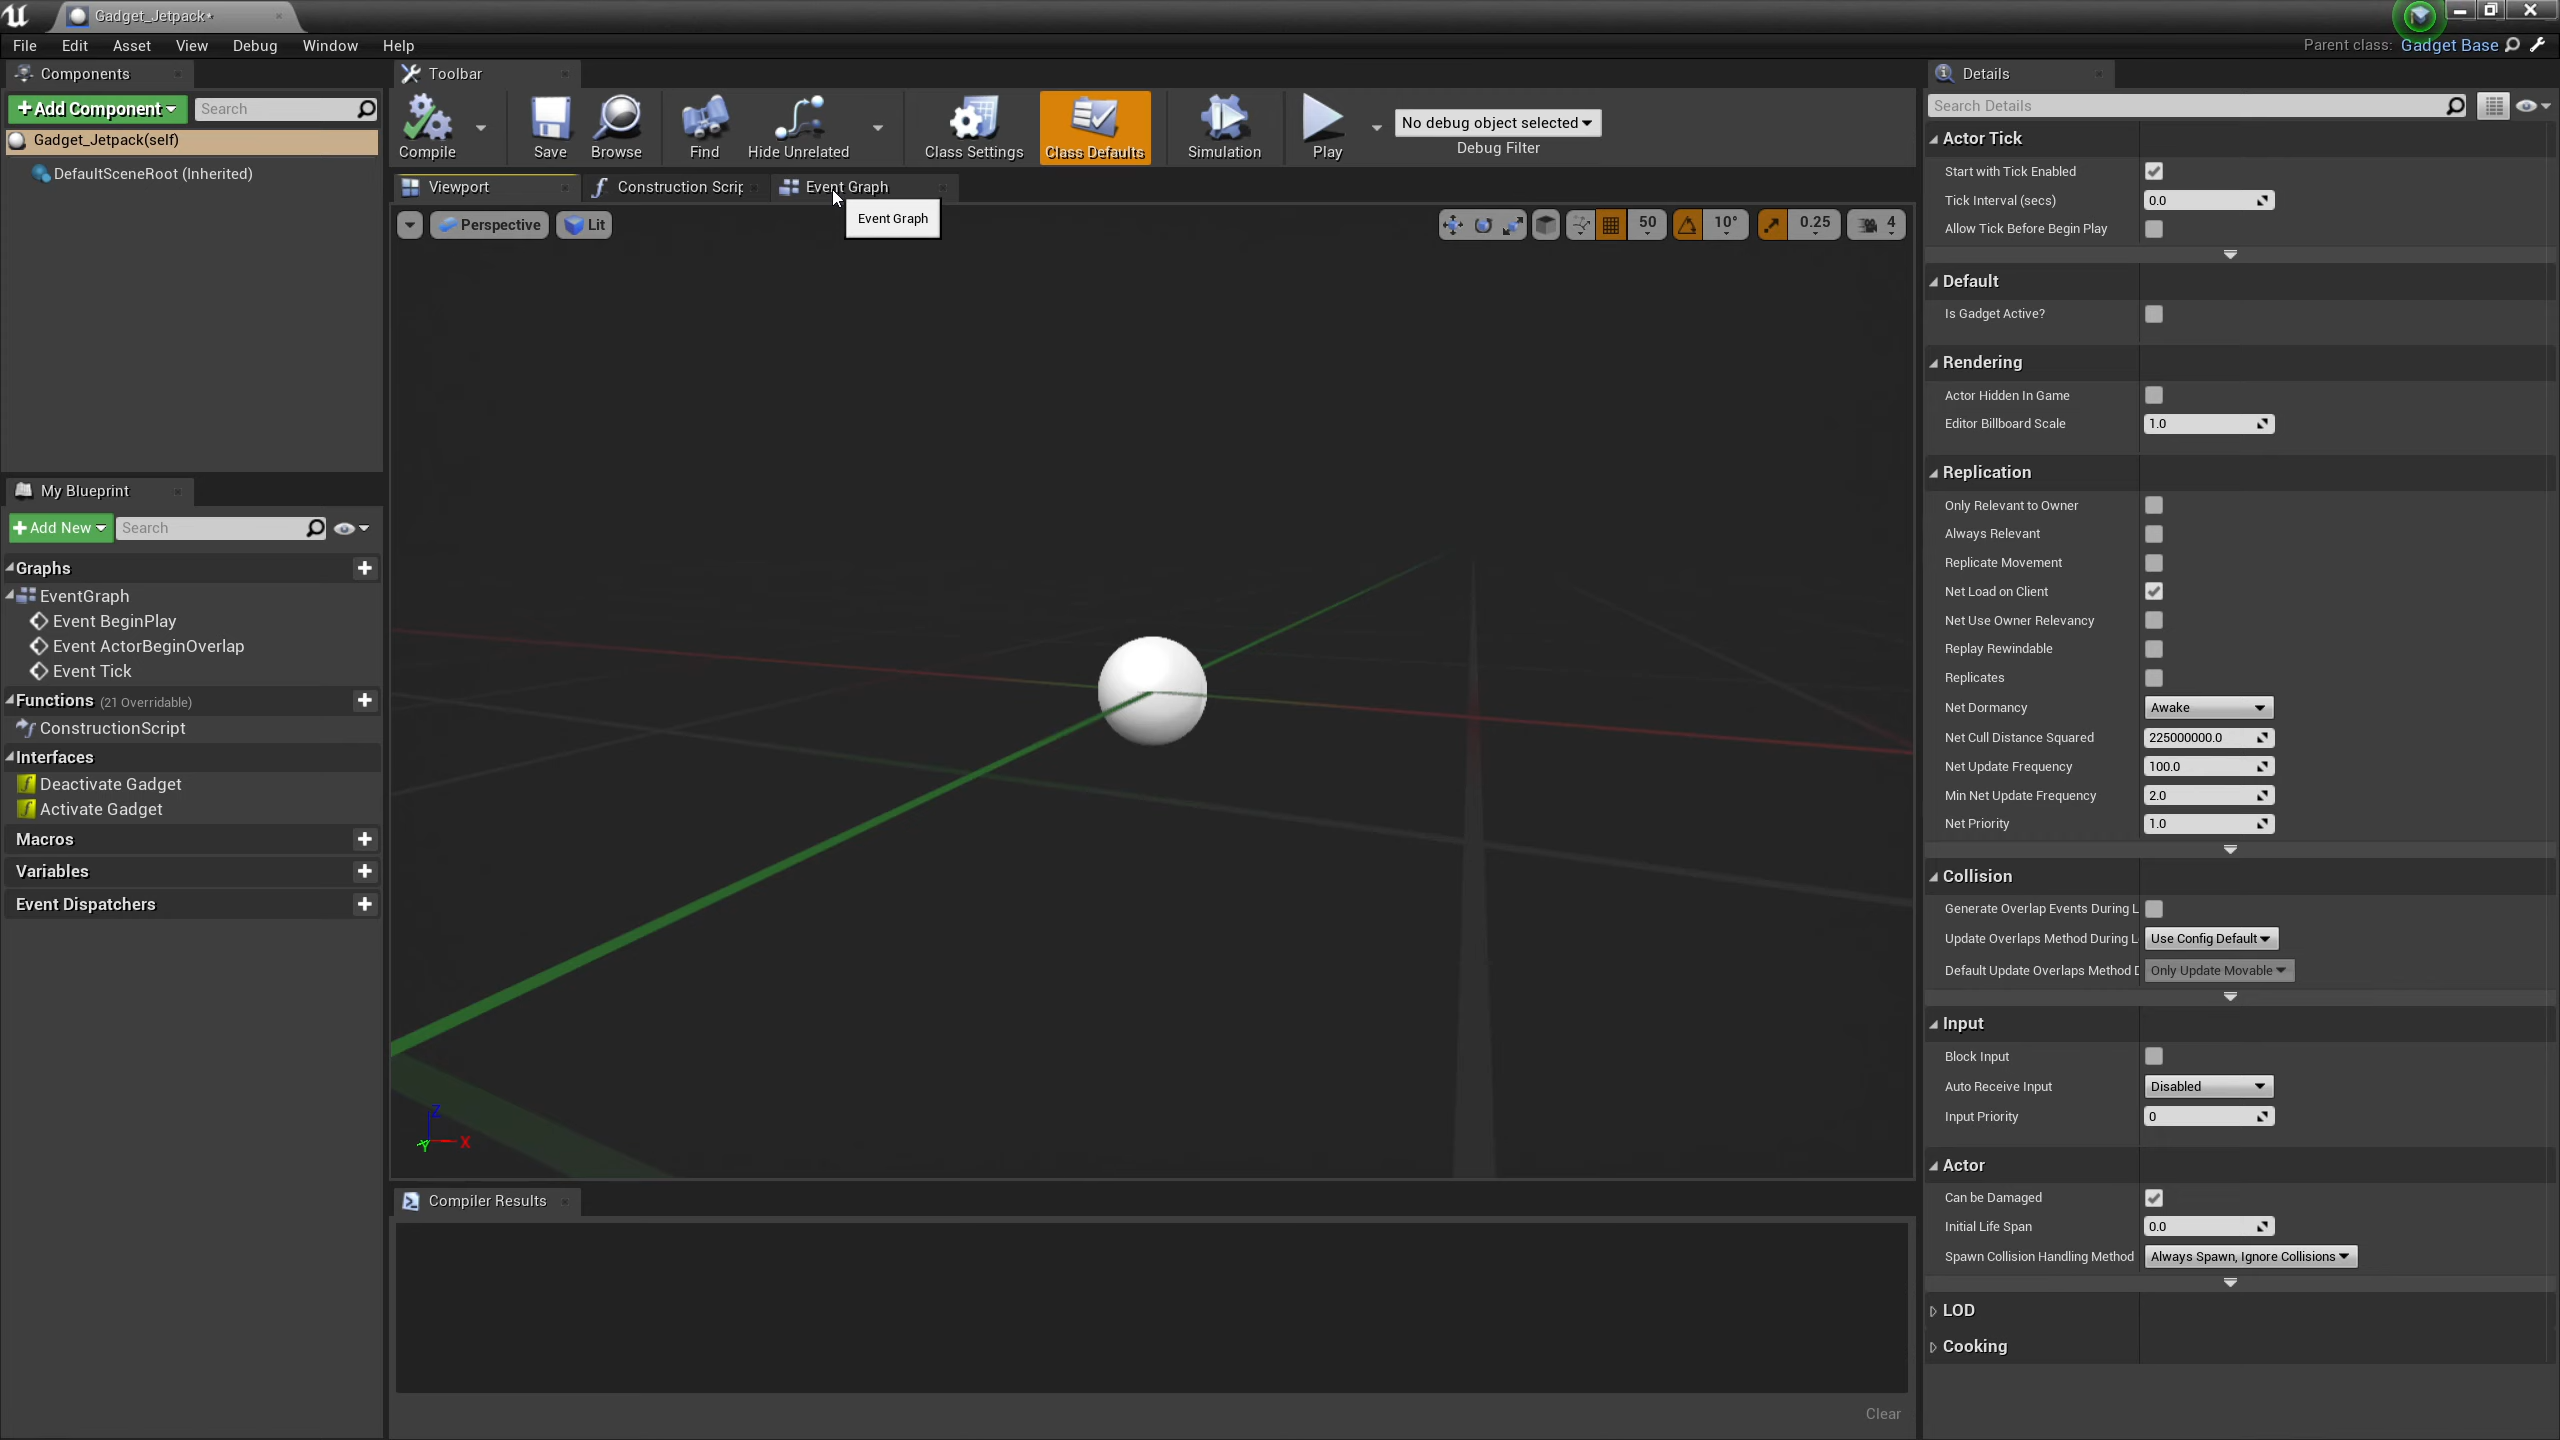 Gadget_Jetpack*
File Edit Asset View Debug Window Help
Parent class: Gadget Base
Components
+Add Component
Search
Gadget_Jetpack(self)
DefaultSceneRoot (Inherited)
My Blueprint
+Add New
Search
Graphs
EventGraph
Event BeginPlay
Event ActorBeginOverlap
Event Tick
Functions (21 Overridable)
ConstructionScript
Interfaces
Deactivate Gadget
Activate Gadget
Macros
Variables
Event Dispatchers
Toolbar
Compile
Save
Browse
Find
Hide Unrelated
Class Settings
Class Defaults
Simulation
Play
No debug object selected
Debug Filter
Viewport
Construction Scrip
Event Graph
Event Graph
Perspective
Lit
50
10°
0.25
4
Z
X
Y
Compiler Results
Clear
Details
Search Details
Actor Tick
Start with Tick Enabled
Tick Interval (secs) 0.0
Allow Tick Before Begin Play
Default
Is Gadget Active?
Rendering
Actor Hidden In Game
Editor Billboard Scale 1.0
Replication
Only Relevant to Owner
Always Relevant
Replicate Movement
Net Load on Client
Net Use Owner Relevancy
Replay Rewindable
Replicates
Net Dormancy Awake
Net Cull Distance Squared 225000000.0
Net Update Frequency 100.0
Min Net Update Frequency 2.0
Net Priority 1.0
Collision
Generate Overlap Events During L
Update Overlaps Method During L Use Config Default
Default Update Overlaps Method D Only Update Movable
Input
Block Input
Auto Receive Input Disabled
Input Priority 0
Actor
Can be Damaged
Initial Life Span 0.0
Spawn Collision Handling Method Always Spawn, Ignore Collisions
LOD
Cooking